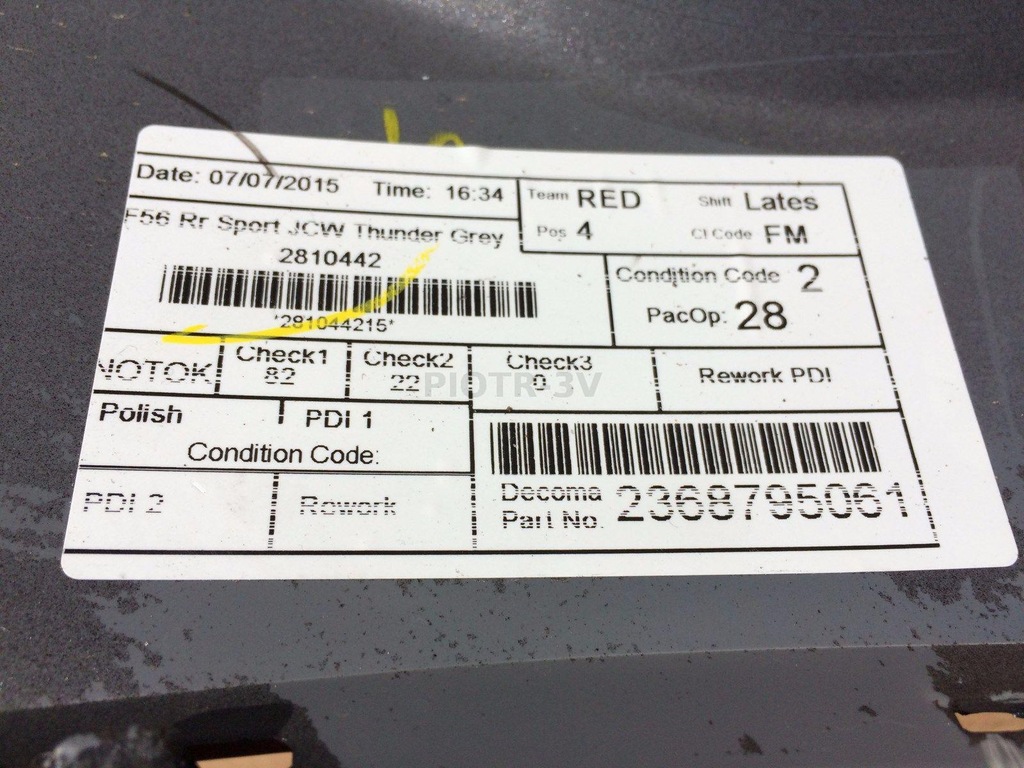 Date: 07/07/2015 Time: 16:34
Team RED Shift Lates
Pos 4 CI Code FM
F56 Rr Sport JCW Thunder Grey
2810442
*281044215*
Condition Code 2
PacOp: 28
NOTOK Check1 Check2 Check3 Rework PDI
82 22 0
PIOTR-3V
Polish PDI 1
Condition Code:
PDI 2 Rework
Decoma 2368795061
Part No.